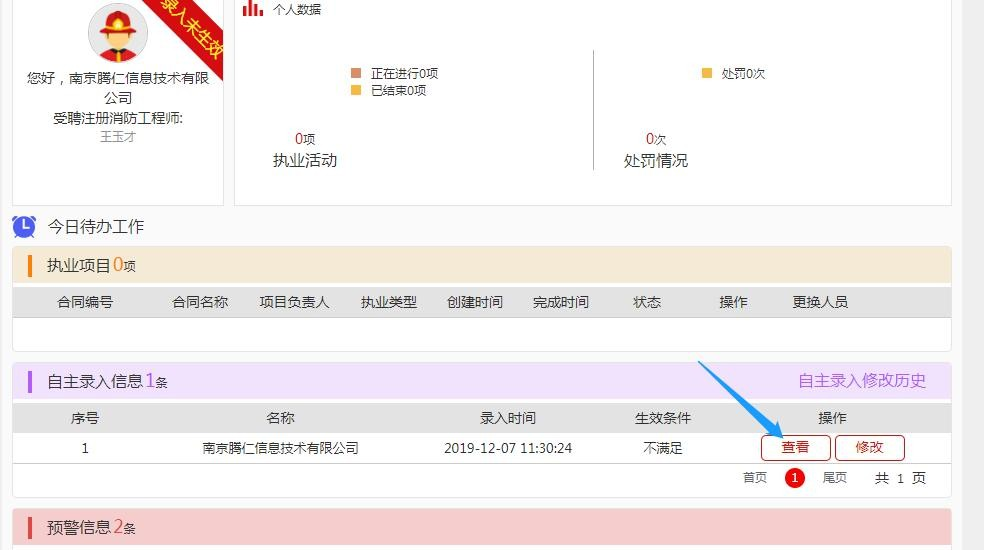 录入未生效
您好，南京腾仁信息技术有限
公司
受聘注册消防工程师:
王玉才
个人数据
正在进行0项
已结束0项
0项
执业活动
处罚0次
0次
处罚情况
今日待办工作
执业项目0项
合同编号 合同名称 项目负责人 执业类型 创建时间 完成时间 状态 操作 更换人员
自主录入信息1条 自主录入修改历史
序号 名称 录入时间 生效条件 操作
1 南京腾仁信息技术有限公司 2019-12-07 11:30:24 不满足 查看 修改
首页 1 尾页 共 1 页
预警信息2条